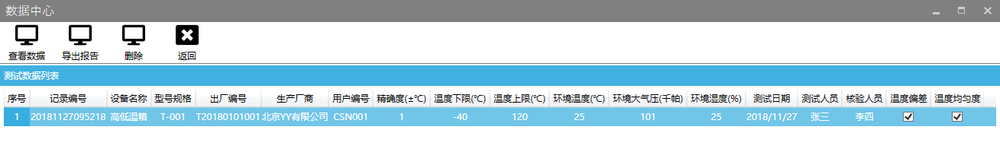 数据中心
查看数据 导出报告 删除 返回
测试数据列表
序号 记录编号 设备名称 型号规格 出厂编号 生产厂商 用户编号 精确度(±℃) 温度下限(℃) 温度上限(℃) 环境温度(℃) 环境大气压(千帕) 环境湿度(%) 测试日期 测试人员 核验人员 温度偏差 温度均匀度
1 20181127095218 高低温箱 T-001 T20180101001 北京YY有限公司 CSN001 1 -40 120 25 101 25 2018/11/27 张三 李四